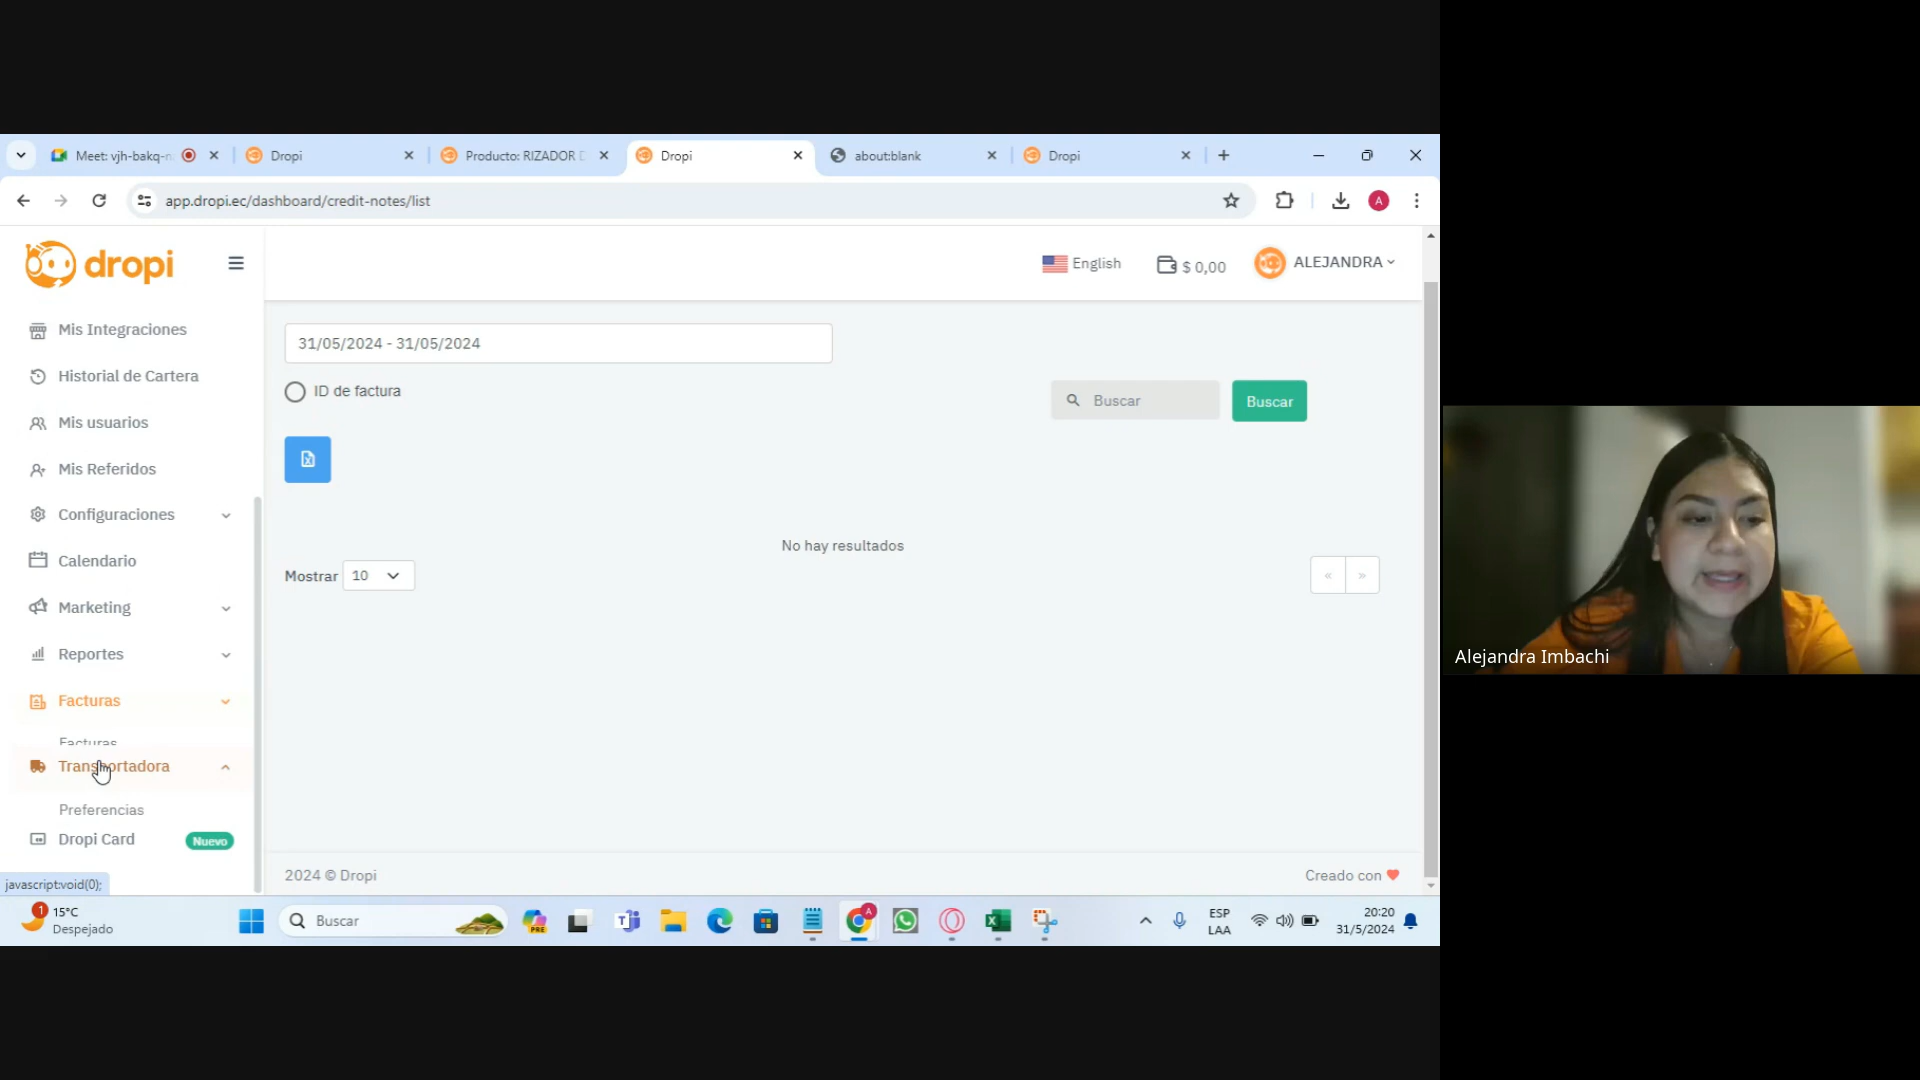 Meet: vjh-bakq-n
Dropi
Producto: RIZADOR D
Dropi
about:blank
Dropi
app.dropi.ec/dashboard/credit-notes/list
A
dropi
English
$ 0,00
ALEJANDRA
Mis Integraciones
Historial de Cartera
Mis usuarios
Mis Referidos
Configuraciones
Calendario
Marketing
Reportes
Facturas
Facturas
Transportadora
Preferencias
Dropi Card
Nuevo
31/05/2024 - 31/05/2024
ID de factura
Buscar
Buscar
No hay resultados
Mostrar
10
«
»
2024 © Dropi
Creado con
javascript:void(0);
1
15°C
Despejado
Buscar
PRE
A
ESP
LAA
20:20
31/5/2024
Alejandra Imbachi